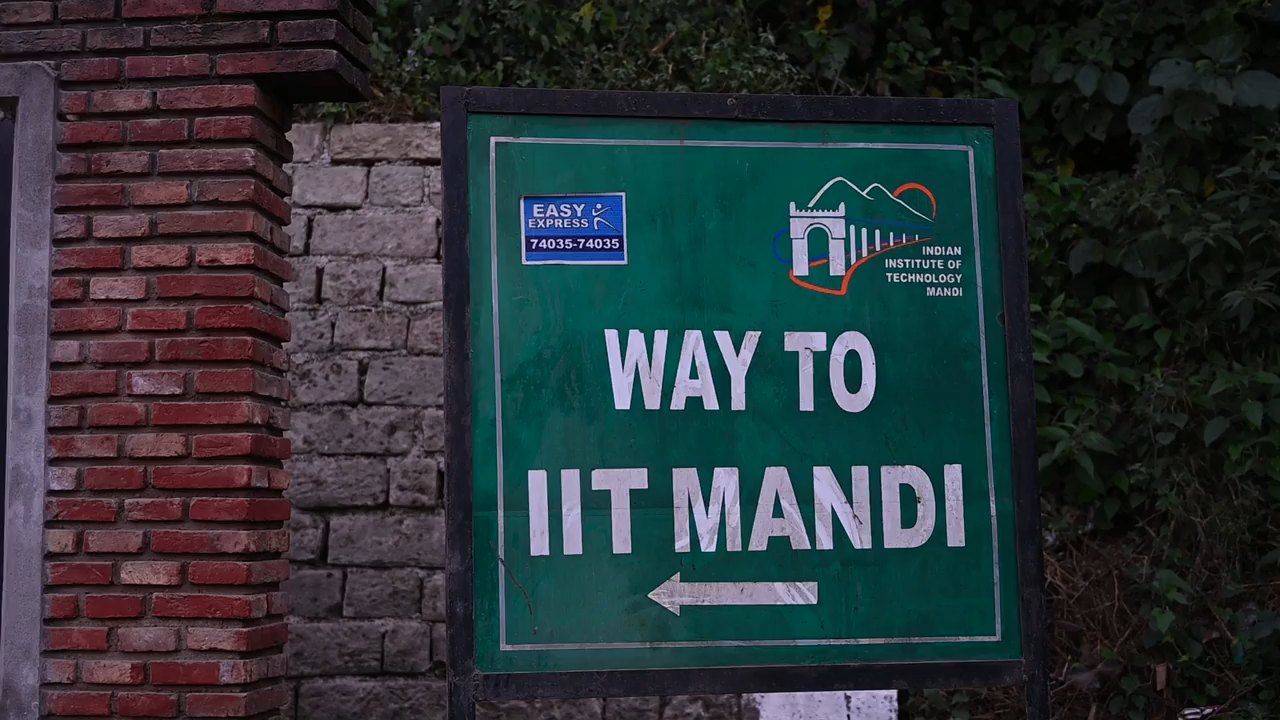 EASY
EXPRESS
74035-74035
INDIAN
INSTITUTE OF
TECHNOLOGY
MANDI
WAY TO
IIT MANDI